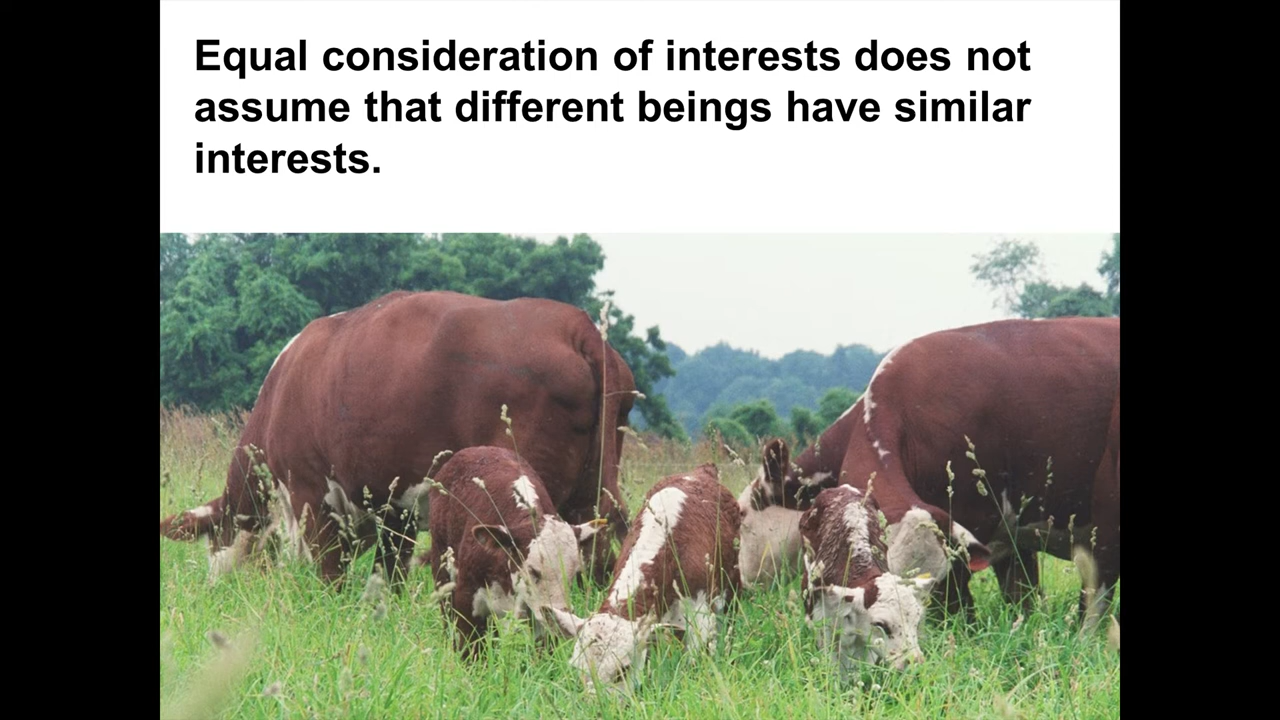 Equal consideration of interests does not
assume that different beings have similar
interests.